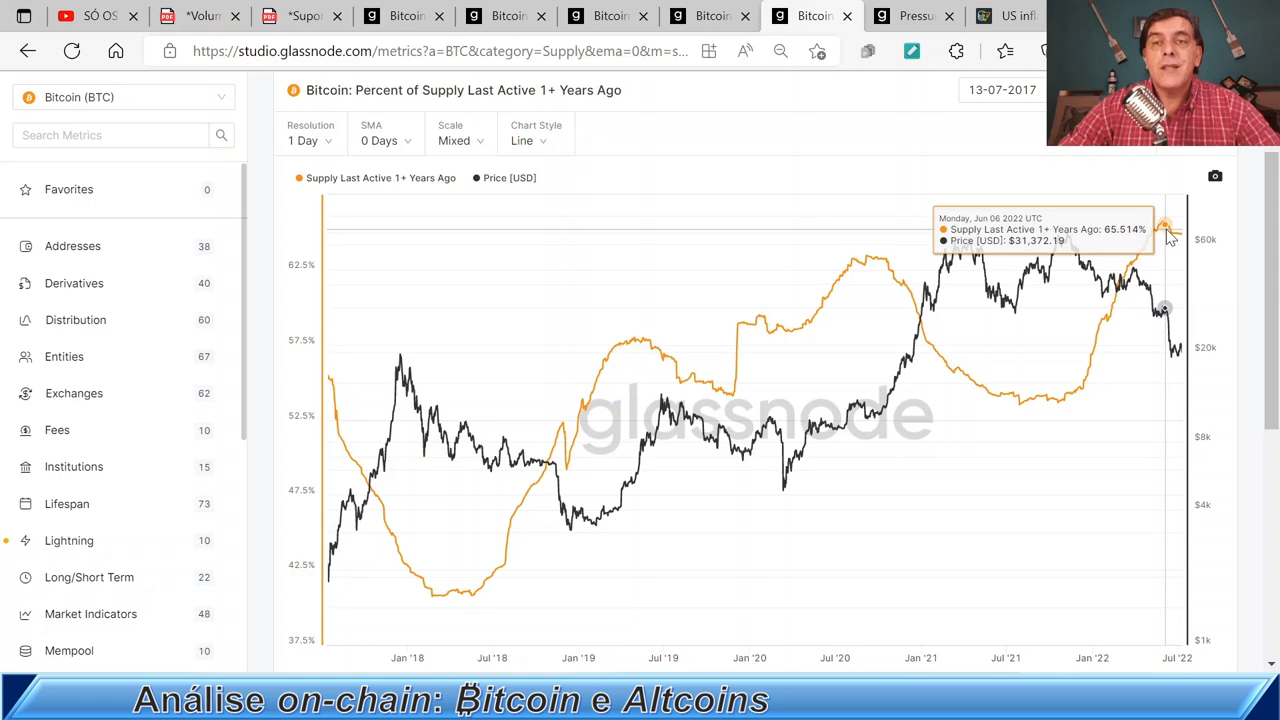 SÓ OS
*Volum
*Supor
Bitcoin
Bitcoin
Bitcoin
Bitcoin
Bitcoin
Pressu
US infl
https://studio.glassnode.com/metrics?a=BTC&category=Supply&ema=0&m=s...
Bitcoin (BTC)
Search Metrics
Favorites 0
Addresses 38
Derivatives 40
Distribution 60
Entities 67
Exchanges 62
Fees 10
Institutions 15
Lifespan 73
Lightning 10
Long/Short Term 22
Market Indicators 48
Mempool 10
Bitcoin: Percent of Supply Last Active 1+ Years Ago
13-07-2017
Resolution
1 Day
SMA
0 Days
Scale
Mixed
Chart Style
Line
Supply Last Active 1+ Years Ago Price [USD]
Monday, Jun 06 2022 UTC
Supply Last Active 1+ Years Ago: 65.514%
Price [USD]: $31,372.19
62.5%
57.5%
52.5%
47.5%
42.5%
37.5%
$60k
$20k
$8k
$4k
$1k
glassnode
Jan '18 Jul '18 Jan '19 Jul '19 Jan '20 Jul '20 Jan '21 Jul '21 Jan '22 Jul '22
Análise on-chain: ₿itcoin e Altcoins